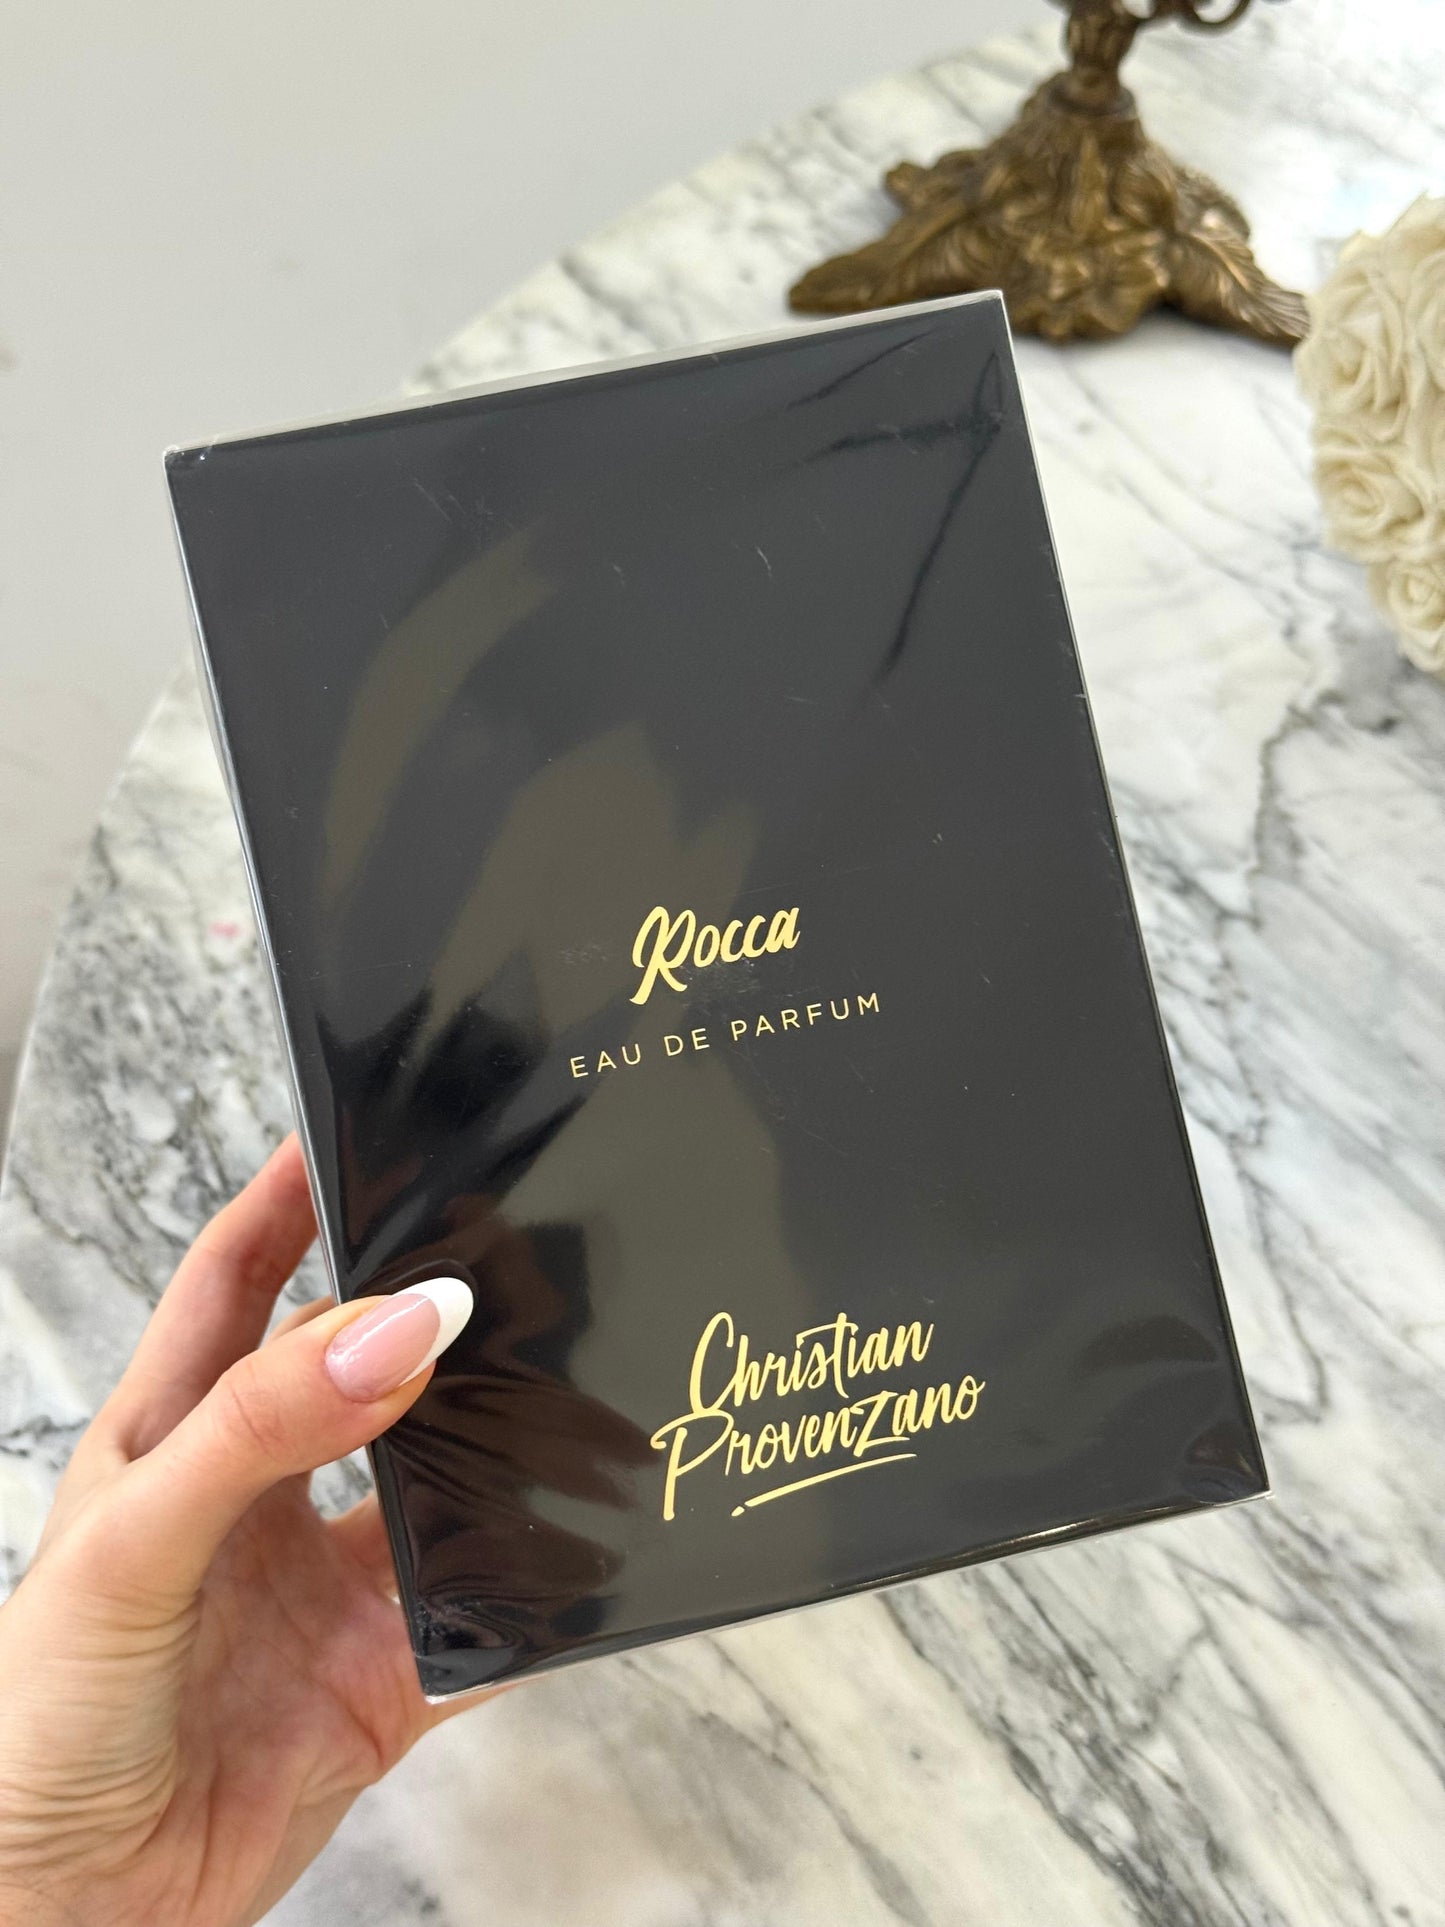 Rocca
EAU DE PARFUM
Christian
Provenzano